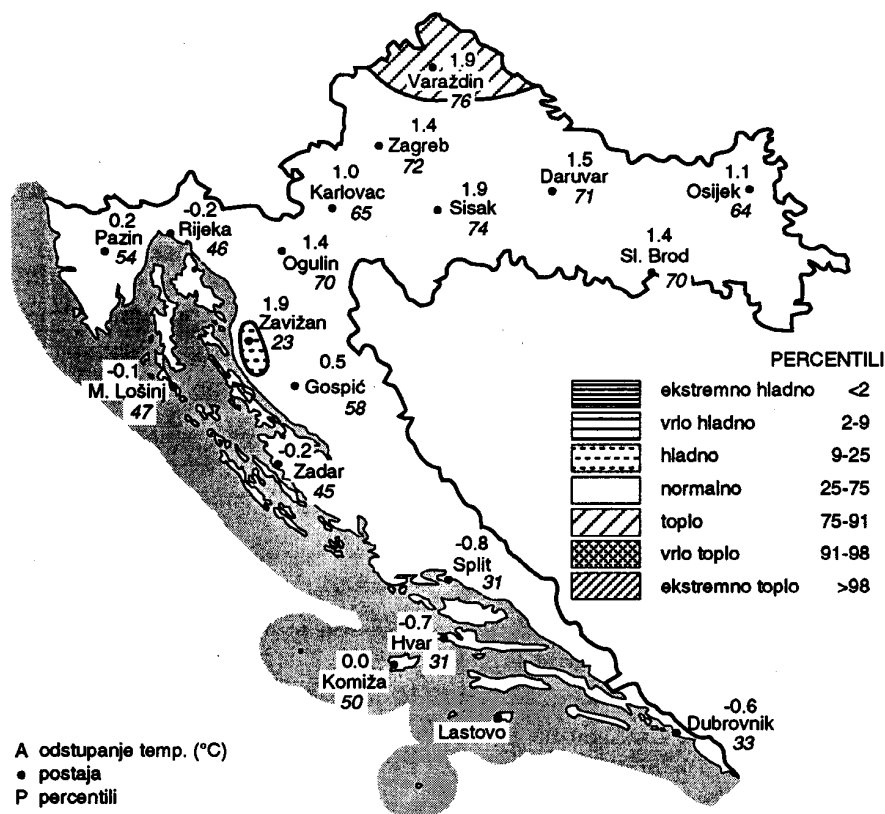 1.9
Varaždin
76
1.4
Zagreb
72
1.0
Karlovac
65
1.9
Sisak
74
1.5
Daruvar
71
1.1
Osijek
64
0.2
Pazin
54
-0.2
Rijeka
46
1.4
Ogulin
70
1.4
Sl. Brod
70
1.9
Zavižan
23
0.5
Gospić
58
-0.1
M. Lošinj
47
-0.2
Zadar
45
-0.8
Split
31
-0.7
Hvar
31
0.0
Komiža
50
Lastovo
-0.6
Dubrovnik
33
PERCENTILI
ekstremno hladno <2
vrlo hladno 2-9
hladno 9-25
normalno 25-75
toplo 75-91
vrlo toplo 91-98
ekstremno toplo >98
A odstupanje temp. (°C)
• postaja
P percentili